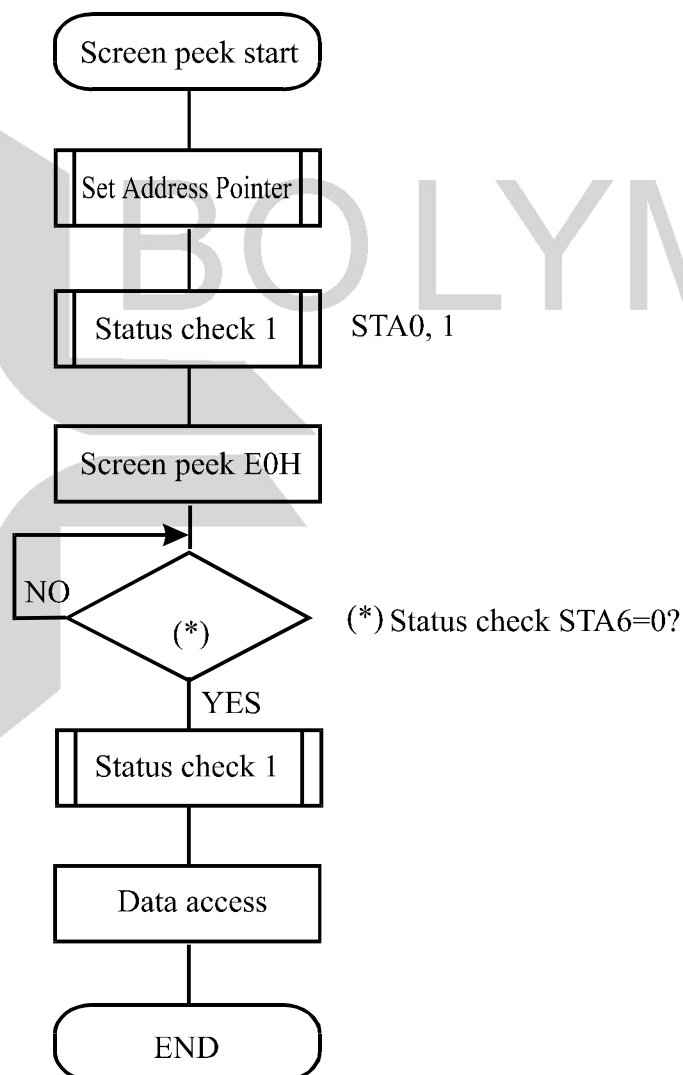 Screen peek start
Set Address Pointer
Status check 1
STA0, 1
Screen peek E0H
NO
(*)
(*) Status check STA6=0?
YES
Status check 1
Data access
END
BOLYM